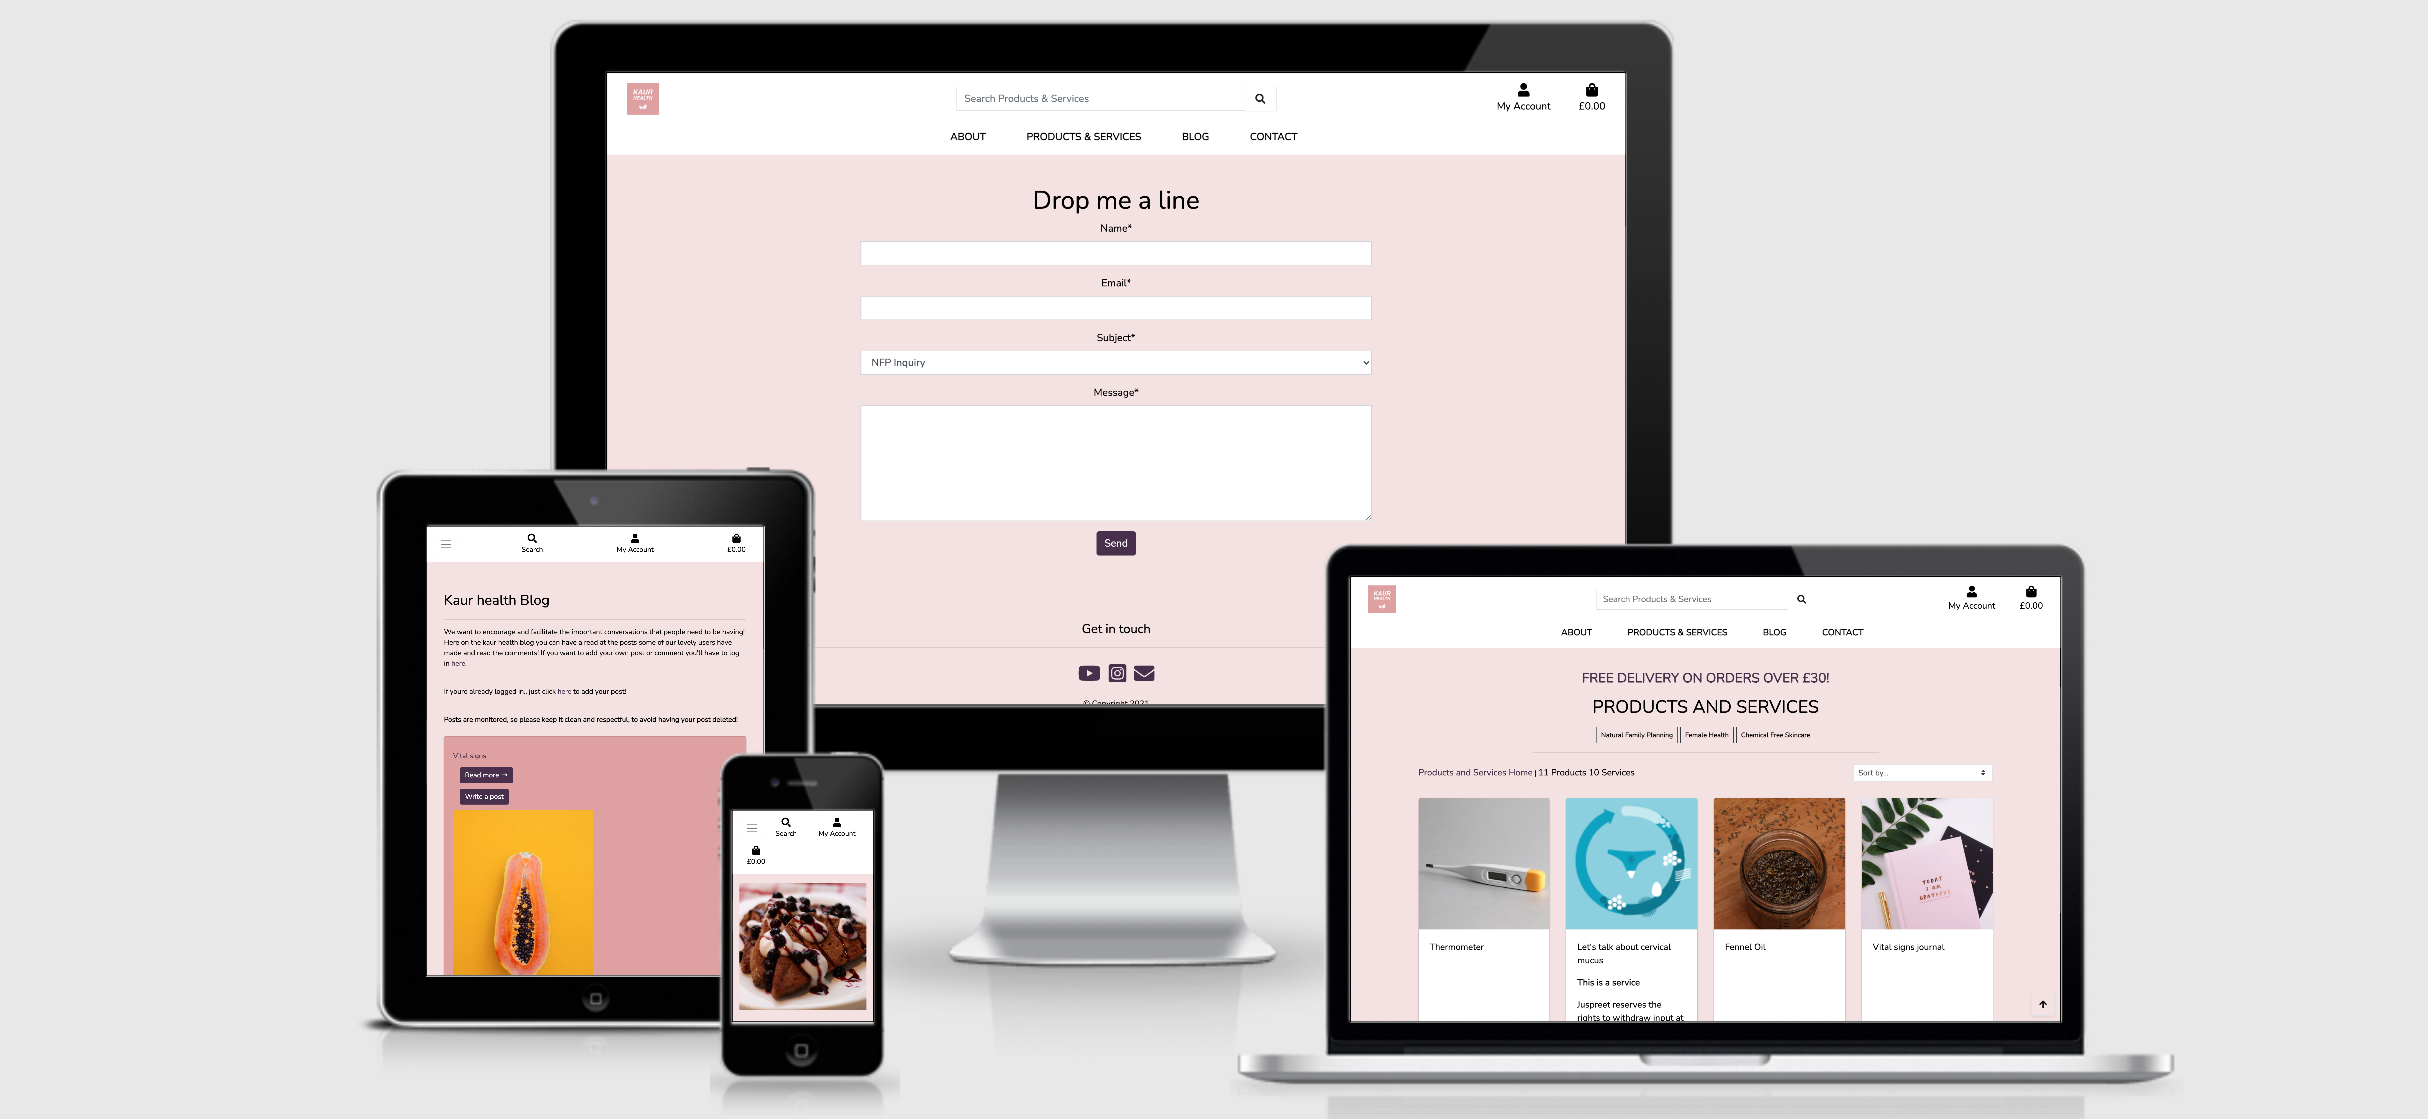 KAUR
HEALTH
Search Products & Services
My Account
£0.00
ABOUT
PRODUCTS & SERVICES
BLOG
CONTACT
Drop me a line
Name*
Email*
Subject*
NFP Inquiry
Message*
Send
Get in touch
© Copyright 2021
Search
My Account
£0.00
Kaur health Blog
We want to encourage and facilitate the important conversations that people need to be having!
Here on the kaur health blog you can have a read at the posts some of our lovely users have
made and read the comments! If you want to add your own post or comment you'll have to log
in here.
If youre already logged in.. just click here to add your post!
Posts are monitored, so please keep it clean and respectful, to avoid having your post deleted!
Vital signs
Read more →
Write a post
Search
My Account
£0.00
KAUR
HEALTH
Search Products & Services
My Account
£0.00
ABOUT
PRODUCTS & SERVICES
BLOG
CONTACT
FREE DELIVERY ON ORDERS OVER £30!
PRODUCTS AND SERVICES
Natural Family Planning
Female Health
Chemical Free Skincare
Products and Services Home | 11 Products 10 Services
Sort by...
TODAY
I AM
GRATEFUL
Thermometer
Let's talk about cervical
mucus
This is a service
Juspreet reserves the
rights to withdraw input at
Fennel Oil
Vital signs journal